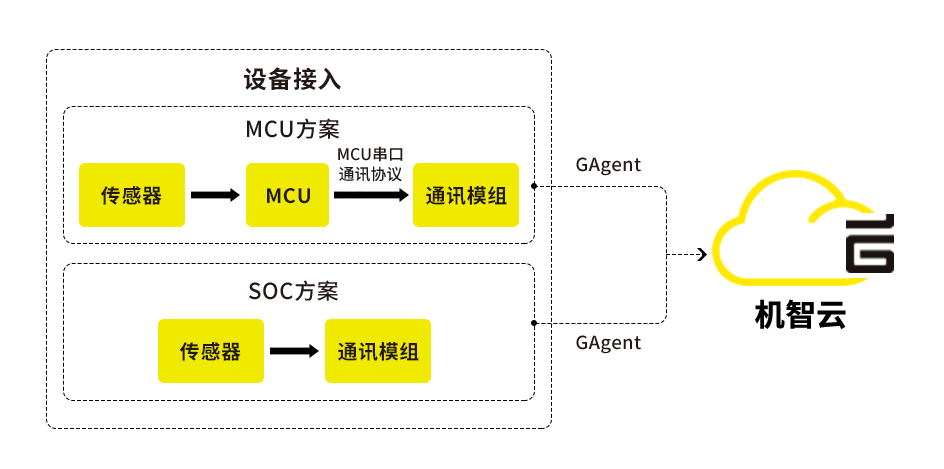 设备接入
MCU方案
传感器
MCU
MCU串口
通讯协议
通讯模组
GAgent
SOC方案
传感器
通讯模组
GAgent
机智云